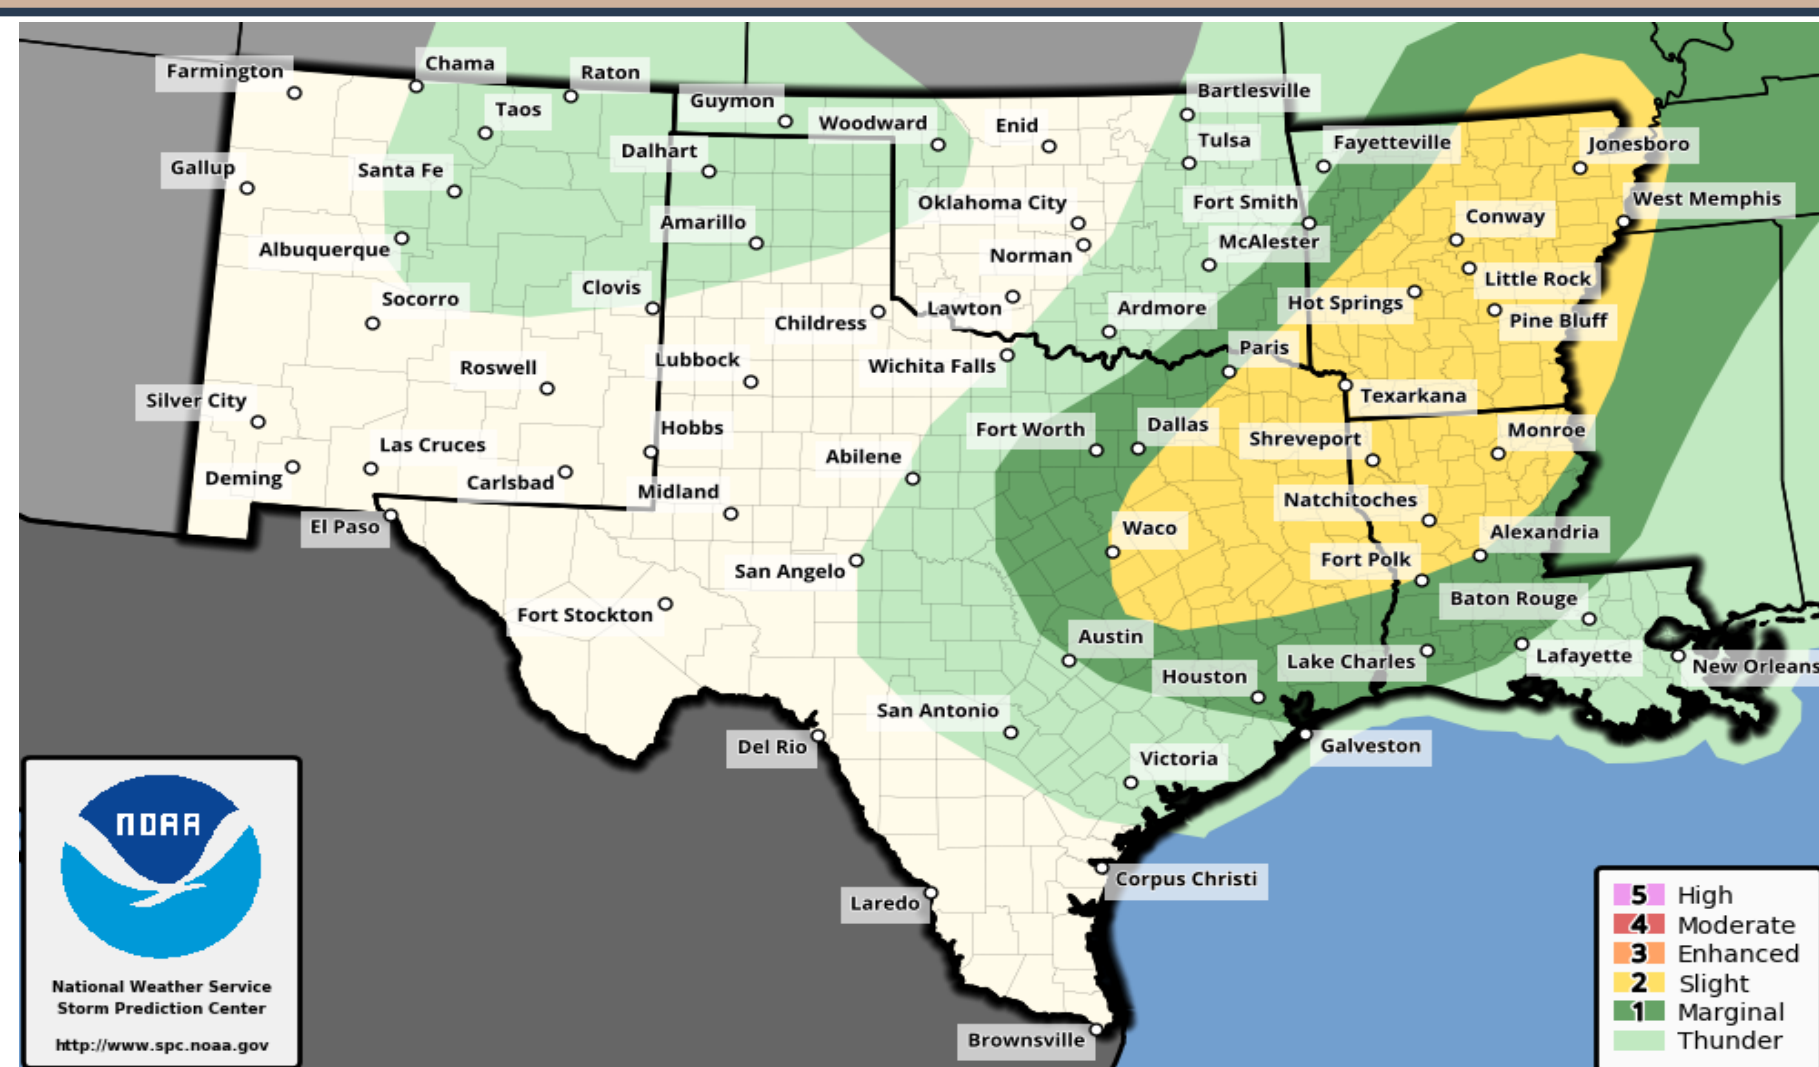 Chama
Farmington
Raton
Taos
Guymon
Woodward
Enid
Bartlesville
Tulsa
Fayetteville
Jonesboro
Gallup
Santa Fe
Dalhart
Oklahoma City
Fort Smith
West Memphis
Amarillo
Conway
Albuquerque
Norman
McAlester
Socorro
Clovis
Little Rock
Childress
Lawton
Ardmore
Hot Springs
Pine Bluff
Roswell
Lubbock
Wichita Falls
Paris
Silver City
Texarkana
Las Cruces
Hobbs
Fort Worth
Dallas
Shreveport
Monroe
Deming
Carlsbad
Midland
Abilene
Natchitoches
El Paso
Waco
Alexandria
San Angelo
Fort Polk
Fort Stockton
Baton Rouge
Austin
Lake Charles
Lafayette
New Orleans
Houston
San Antonio
Del Rio
Galveston
Victoria
Corpus Christi
Laredo
Brownsville
NOAA
National Weather Service
Storm Prediction Center
http://www.spc.noaa.gov
5 High
4 Moderate
3 Enhanced
2 Slight
1 Marginal
Thunder